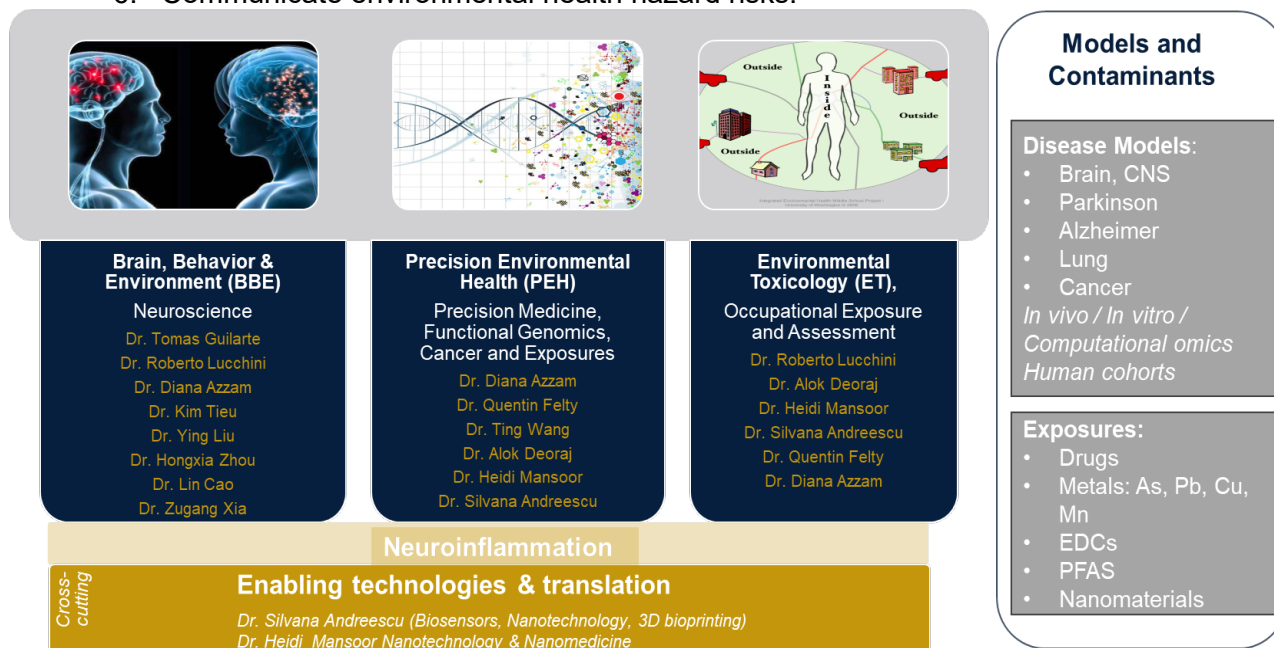 Communicate environmental health hazard risks.
Outside
Inside
Outside
Outside
Brain, Behavior &
Environment (BBE)
Neuroscience
Dr. Tomas Guilarte
Dr. Roberto Lucchini
Dr. Diana Azzam
Dr. Kim Tieu
Dr. Ying Liu
Dr. Hongxia Zhou
Dr. Lin Cao
Dr. Zugang Xia
Precision Environmental
Health (PEH)
Precision Medicine,
Functional Genomics,
Cancer and Exposures
Dr. Diana Azzam
Dr. Quentin Felty
Dr. Ting Wang
Dr. Alok Deoraj
Dr. Heidi Mansoor
Dr. Silvana Andreescu
Environmental
Toxicology (ET),
Occupational Exposure
and Assessment
Dr. Roberto Lucchini
Dr. Alok Deoraj
Dr. Heidi Mansoor
Dr. Silvana Andreescu
Dr. Quentin Felty
Dr. Diana Azzam
Neuroinflammation
Cross-
cutting
Enabling technologies & translation
Dr. Silvana Andreescu (Biosensors, Nanotechnology, 3D bioprinting)
Dr. Heidi Mansoor Nanotechnology & Nanomedicine
Models and
Contaminants
Disease Models:
• Brain, CNS
• Parkinson
• Alzheimer
• Lung
• Cancer
In vivo / In vitro /
Computational omics
Human cohorts
Exposures:
• Drugs
• Metals: As, Pb, Cu,
Mn
• EDCs
• PFAS
• Nanomaterials